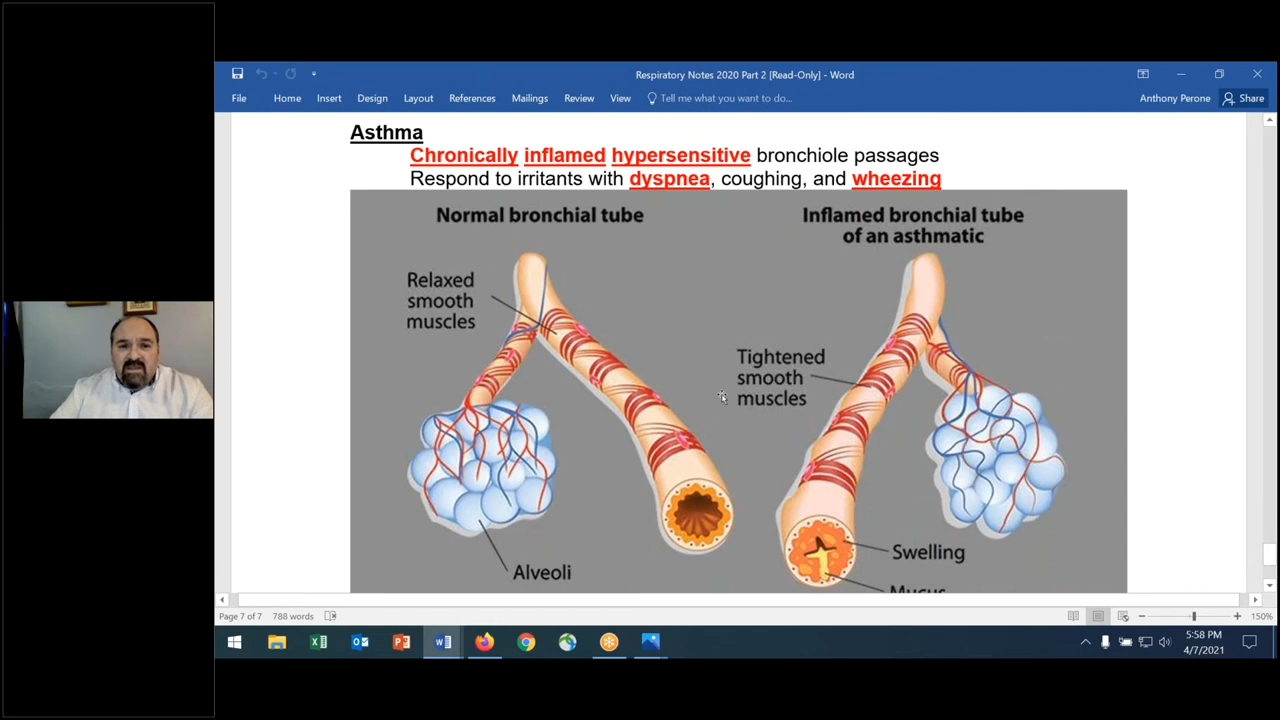 Respiratory Notes 2020 Part 2 [Read-Only] - Word
File Home Insert Design Layout References Mailings Review View Tell me what you want to do... Anthony Perone Share
Asthma
Chronically inflamed hypersensitive bronchiole passages
Respond to irritants with dyspnea, coughing, and wheezing
Normal bronchial tube
Inflamed bronchial tube
of an asthmatic
Relaxed
smooth
muscles
Tightened
smooth
muscles
Swelling
Alveoli
Mucus
Page 7 of 7 788 words 150%
5:58 PM
4/7/2021